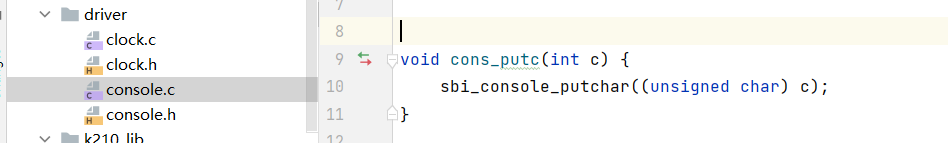 driver
clock.c
clock.h
console.c
console.h
k210_lib
7
8
9 void cons_putc(int c) {
10 sbi_console_putchar((unsigned char) c);
11 }
12